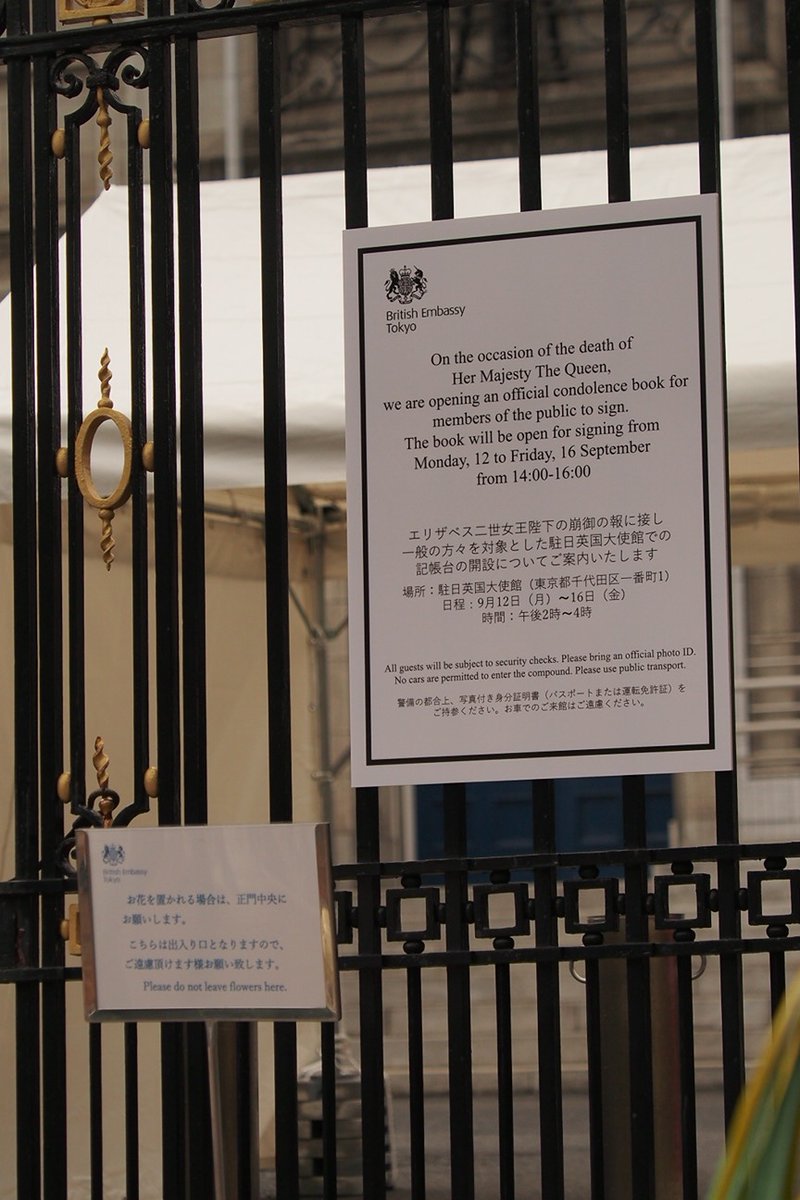 British Embassy
Tokyo
On the occasion of the death of
Her Majesty The Queen,
we are opening an official condolence book for
members of the public to sign.
The book will be open for signing from
Monday, 12 to Friday, 16 September
from 14:00-16:00
エリザベス二世女王陛下の崩御の報に接し
一般の方々を対象とした駐日英国大使館での
記帳台の開設についてご案内いたします
場所：駐日英国大使館（東京都千代田区一番町1）
日程：9月12日（月）〜16日（金）
時間：午後2時〜4時
All guests will be subject to security checks. Please bring an official photo ID.
No cars are permitted to enter the compound. Please use public transport.
警備の都合上、写真付き身分証明書（パスポートまたは運転免許証）を
ご持参ください。お車でのご来館はご遠慮ください。
British Embassy
Tokyo
お花を置かれる場合は、正門中央に
お願いします。
こちらは出入り口となりますので、
ご遠慮頂けます様お願い致します。
Please do not leave flowers here.